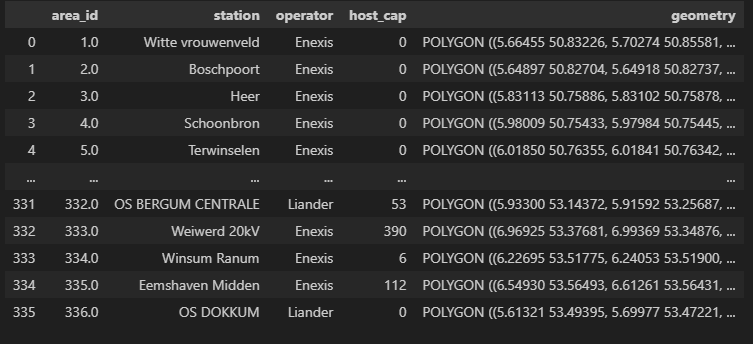 area_id station operator host_cap geometry
0 1.0 Witte vrouwenveld Enexis 0 POLYGON ((5.66455 50.83226, 5.70274 50.85581, ...
1 2.0 Boschpoort Enexis 0 POLYGON ((5.64897 50.82704, 5.64918 50.82737, ...
2 3.0 Heer Enexis 0 POLYGON ((5.83113 50.75886, 5.83102 50.75878, ...
3 4.0 Schoonbron Enexis 0 POLYGON ((5.98009 50.75433, 5.97984 50.75445, ...
4 5.0 Terwinselen Enexis 0 POLYGON ((6.01850 50.76355, 6.01841 50.76342, ...
... ... ... ... ... ...
331 332.0 OS BERGUM CENTRALE Liander 53 POLYGON ((5.93300 53.14372, 5.91592 53.25687, ...
332 333.0 Weiwerd 20kV Enexis 390 POLYGON ((6.96925 53.37681, 6.99369 53.34876, ...
333 334.0 Winsum Ranum Enexis 6 POLYGON ((6.22695 53.51775, 6.24053 53.51900, ...
334 335.0 Eemshaven Midden Enexis 112 POLYGON ((6.54930 53.56493, 6.61261 53.56431, ...
335 336.0 OS DOKKUM Liander 0 POLYGON ((5.61321 53.49395, 5.69977 53.47221, ...